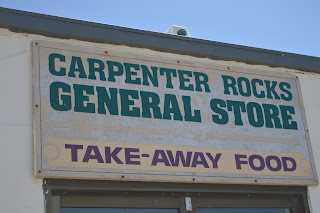 CARPENTER ROCKS
GENERAL STORE
TAKE-AWAY FOOD